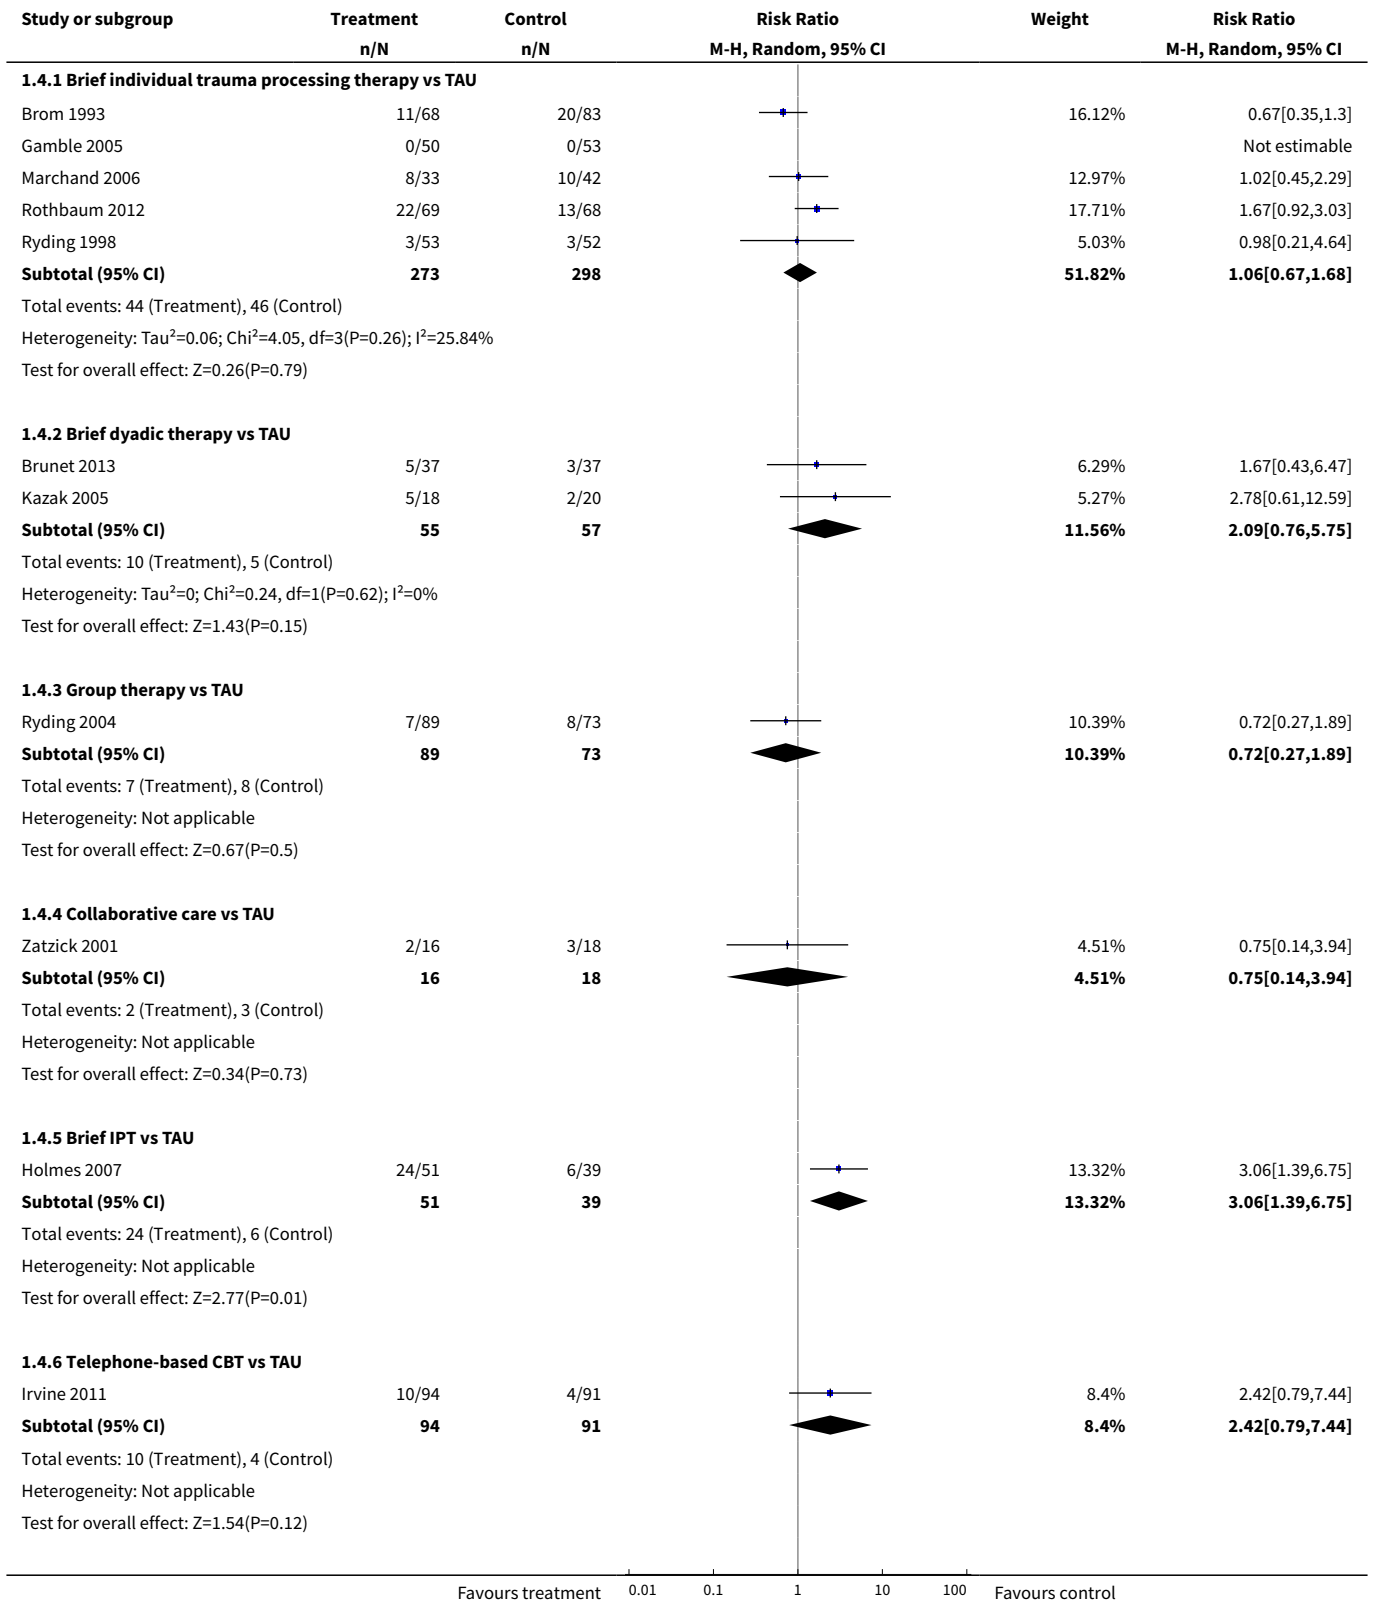 Study or subgroup Treatment Control Risk Ratio Weight Risk Ratio
n/N n/N M-H, Random, 95% CI M-H, Random, 95% CI
1.4.1 Brief individual trauma processing therapy vs TAU
Brom 1993 11/68 20/83 16.12% 0.67[0.35,1.3]
Gamble 2005 0/50 0/53 Not estimable
Marchand 2006 8/33 10/42 12.97% 1.02[0.45,2.29]
Rothbaum 2012 22/69 13/68 17.71% 1.67[0.92,3.03]
Ryding 1998 3/53 3/52 5.03% 0.98[0.21,4.64]
Subtotal (95% CI) 273 298 51.82% 1.06[0.67,1.68]
Total events: 44 (Treatment), 46 (Control)
Heterogeneity: Tau²=0.06; Chi²=4.05, df=3(P=0.26); I²=25.84%
Test for overall effect: Z=0.26(P=0.79)
1.4.2 Brief dyadic therapy vs TAU
Brunet 2013 5/37 3/37 6.29% 1.67[0.43,6.47]
Kazak 2005 5/18 2/20 5.27% 2.78[0.61,12.59]
Subtotal (95% CI) 55 57 11.56% 2.09[0.76,5.75]
Total events: 10 (Treatment), 5 (Control)
Heterogeneity: Tau²=0; Chi²=0.24, df=1(P=0.62); I²=0%
Test for overall effect: Z=1.43(P=0.15)
1.4.3 Group therapy vs TAU
Ryding 2004 7/89 8/73 10.39% 0.72[0.27,1.89]
Subtotal (95% CI) 89 73 10.39% 0.72[0.27,1.89]
Total events: 7 (Treatment), 8 (Control)
Heterogeneity: Not applicable
Test for overall effect: Z=0.67(P=0.5)
1.4.4 Collaborative care vs TAU
Zatzick 2001 2/16 3/18 4.51% 0.75[0.14,3.94]
Subtotal (95% CI) 16 18 4.51% 0.75[0.14,3.94]
Total events: 2 (Treatment), 3 (Control)
Heterogeneity: Not applicable
Test for overall effect: Z=0.34(P=0.73)
1.4.5 Brief IPT vs TAU
Holmes 2007 24/51 6/39 13.32% 3.06[1.39,6.75]
Subtotal (95% CI) 51 39 13.32% 3.06[1.39,6.75]
Total events: 24 (Treatment), 6 (Control)
Heterogeneity: Not applicable
Test for overall effect: Z=2.77(P=0.01)
1.4.6 Telephone-based CBT vs TAU
Irvine 2011 10/94 4/91 8.4% 2.42[0.79,7.44]
Subtotal (95% CI) 94 91 8.4% 2.42[0.79,7.44]
Total events: 10 (Treatment), 4 (Control)
Heterogeneity: Not applicable
Test for overall effect: Z=1.54(P=0.12)
Favours treatment 0.01 0.1 1 10 100 Favours control